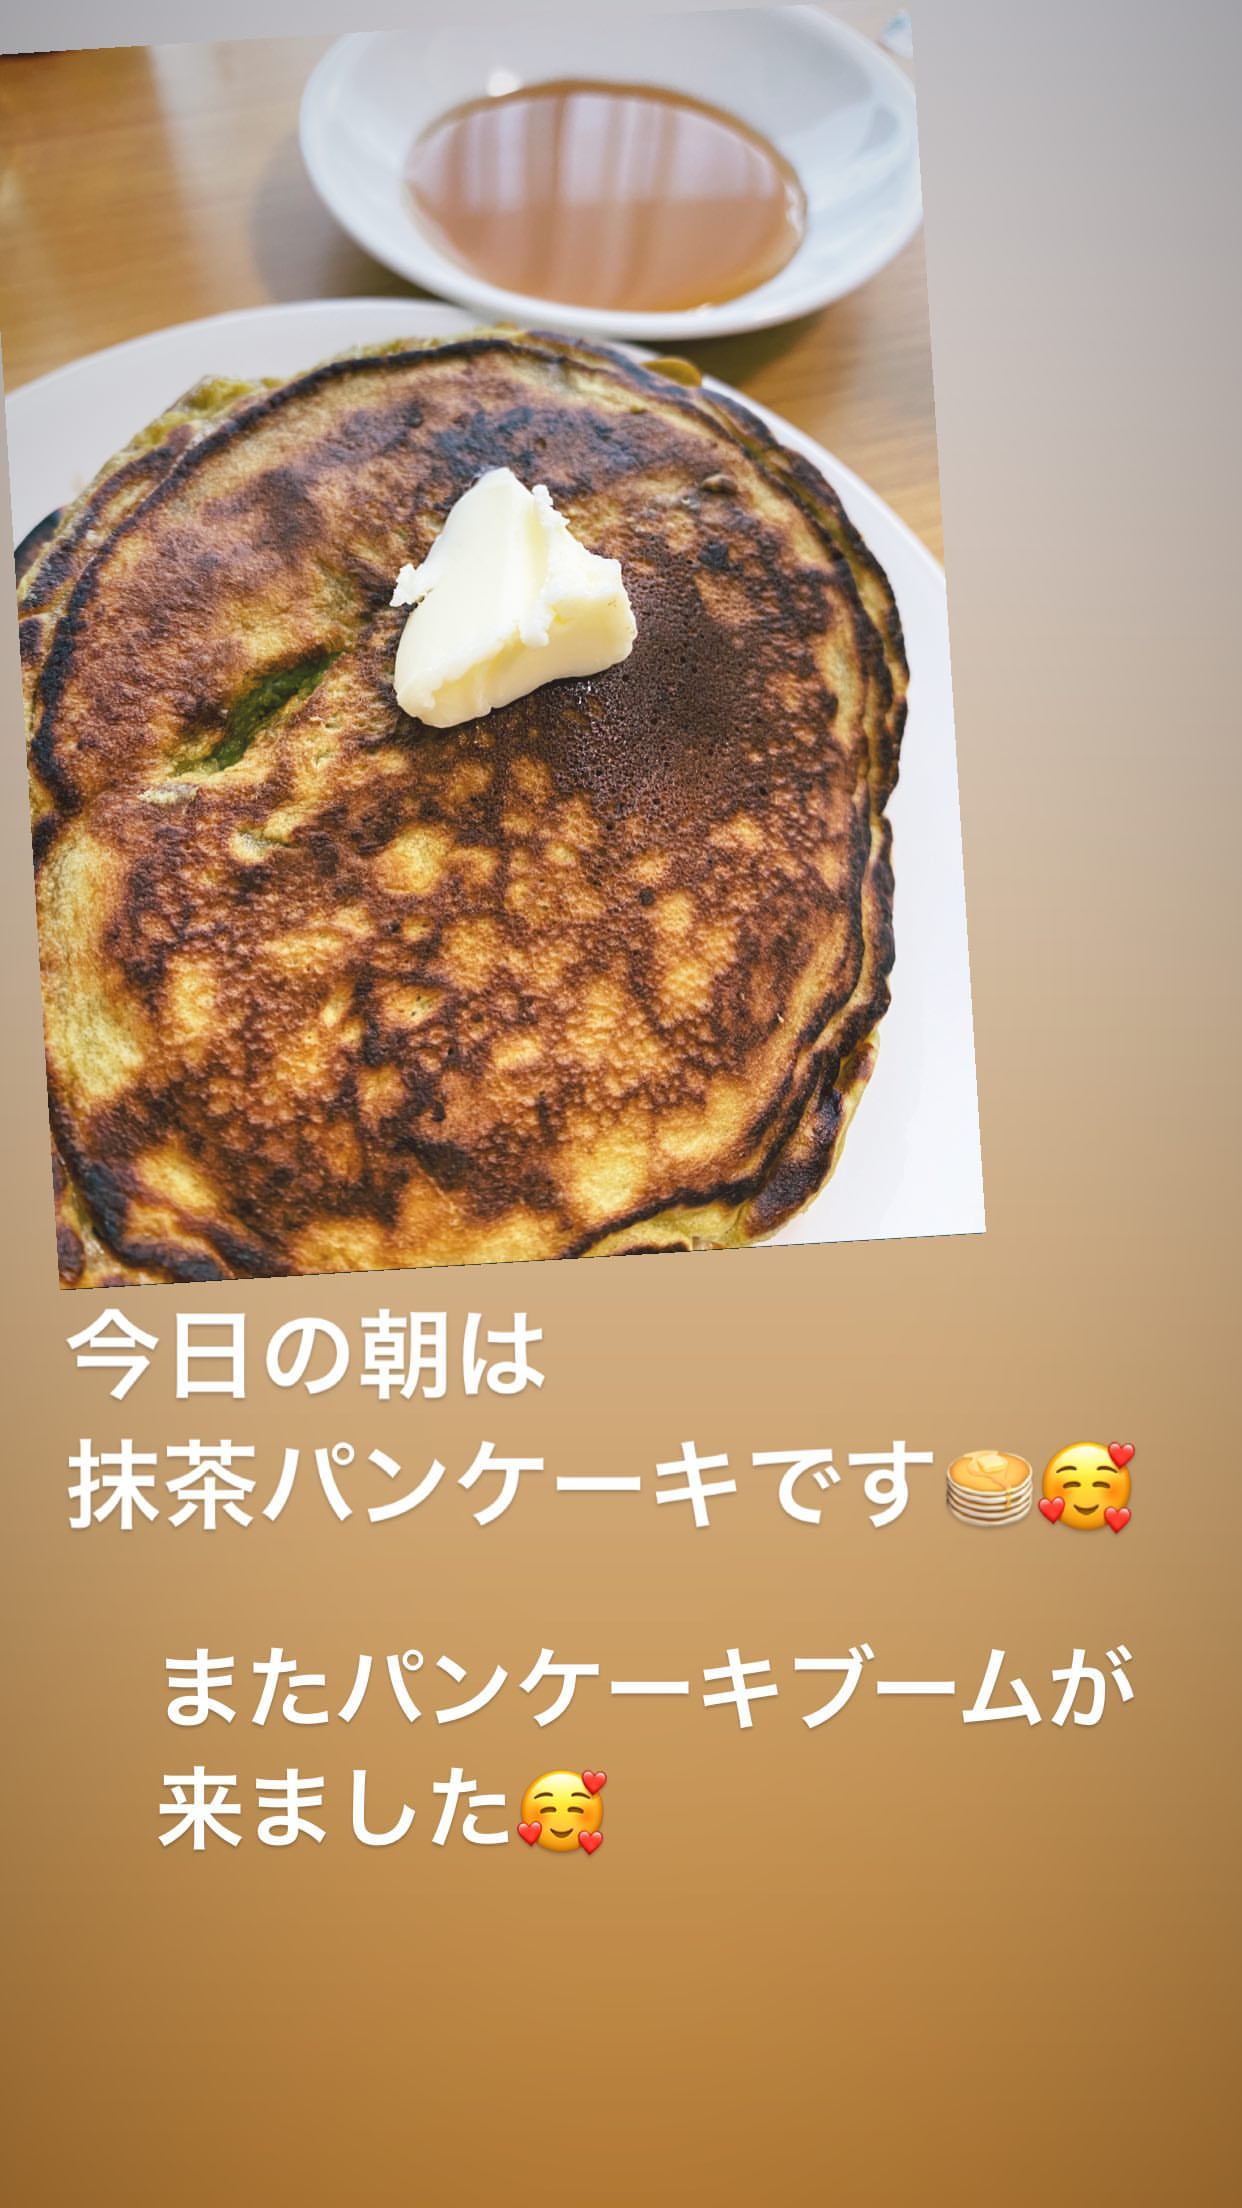 今日の朝は
抹茶パンケーキです🥞🥰
またパンケーキブームが
来ました🥰